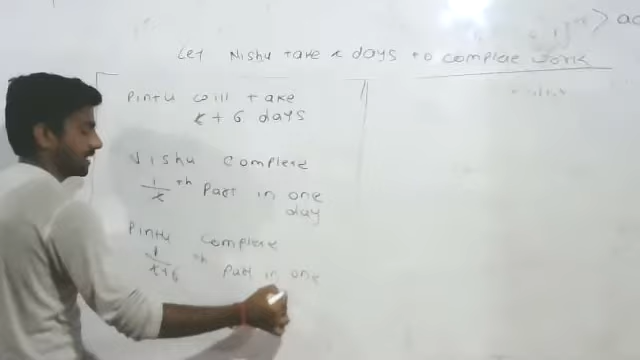 Let Nishu take x days to complete work
Pintu will take
x + 6 days
Nishu complete
1/x th Part in one
day
Pintu complete
1/x+6 th Part in one